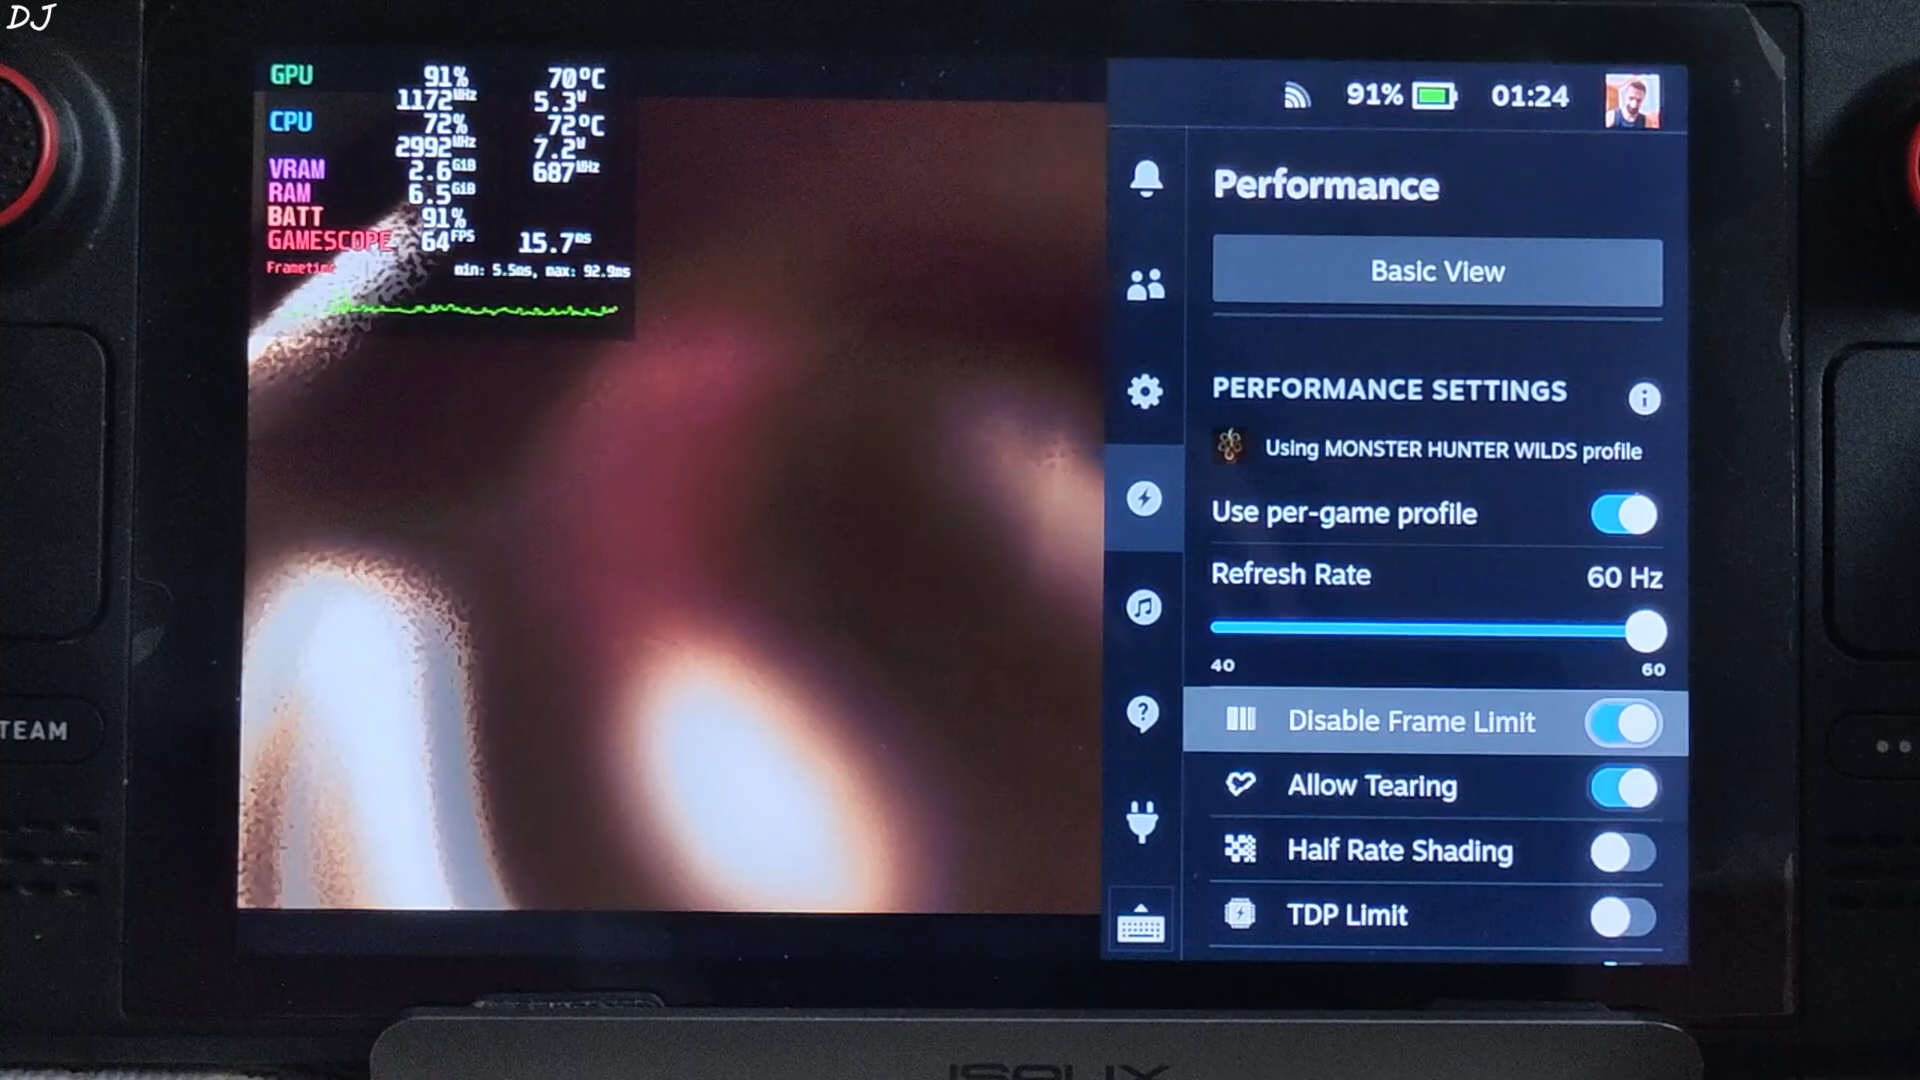 DJ
GPU 91% 70°C
1172MHz 5.3W
CPU 72% 72°C
2992MHz 7.2W
VRAM 2.6GiB 687MHz
RAM 6.5GiB
BATT 91%
GAMESCOPE 64FPS 15.7ms
Frametime min: 5.5ms, max: 92.9ms
91% 01:24
Performance
Basic View
PERFORMANCE SETTINGS
Using MONSTER HUNTER WILDS profile
Use per-game profile
Refresh Rate 60 Hz
40 60
Disable Frame Limit
Allow Tearing
Half Rate Shading
TDP Limit
TEAM